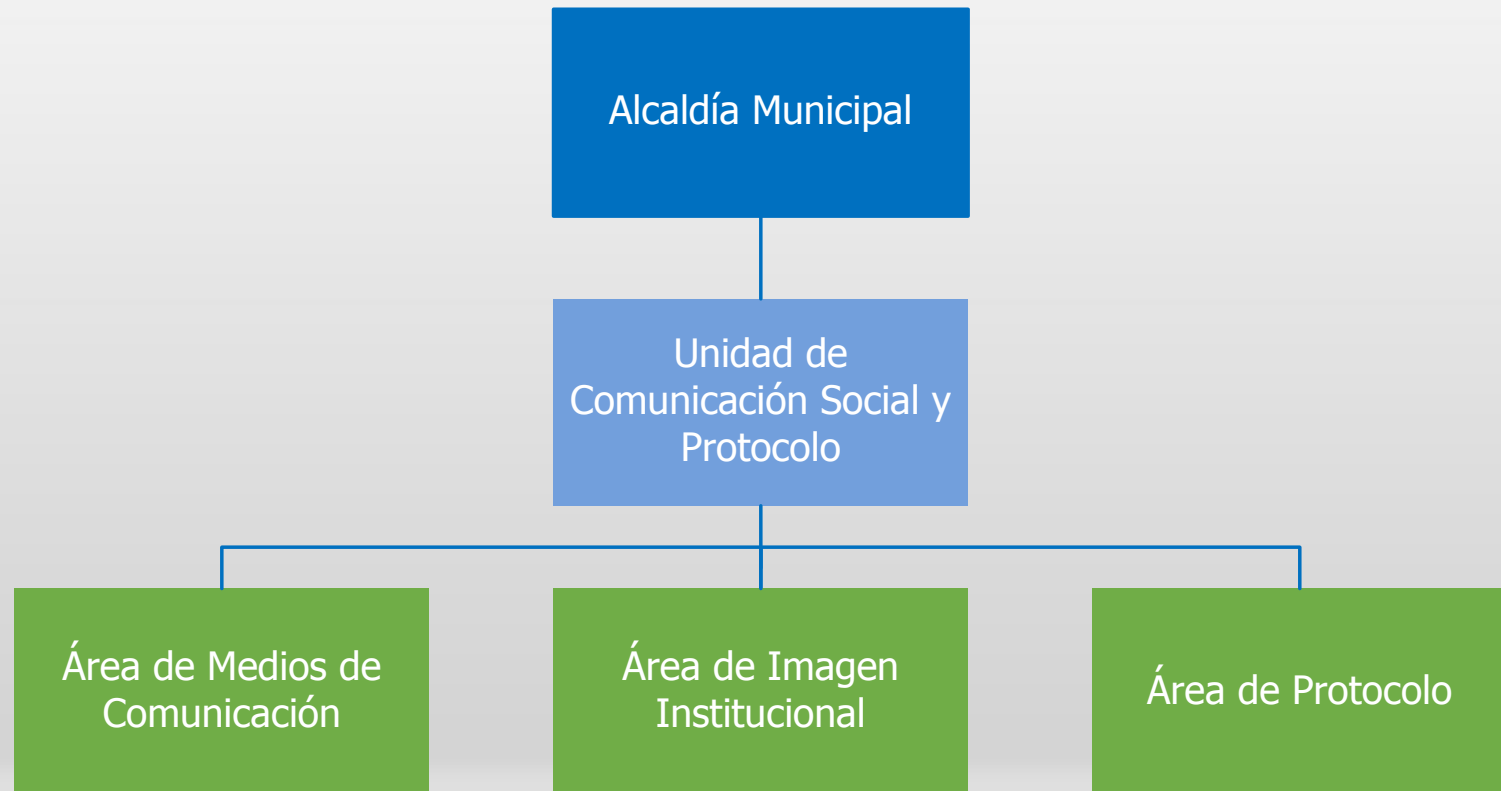 Alcaldía Municipal
Unidad de
Comunicación Social y
Protocolo
Área de Medios de
Comunicación
Área de Imagen
Institucional
Área de Protocolo